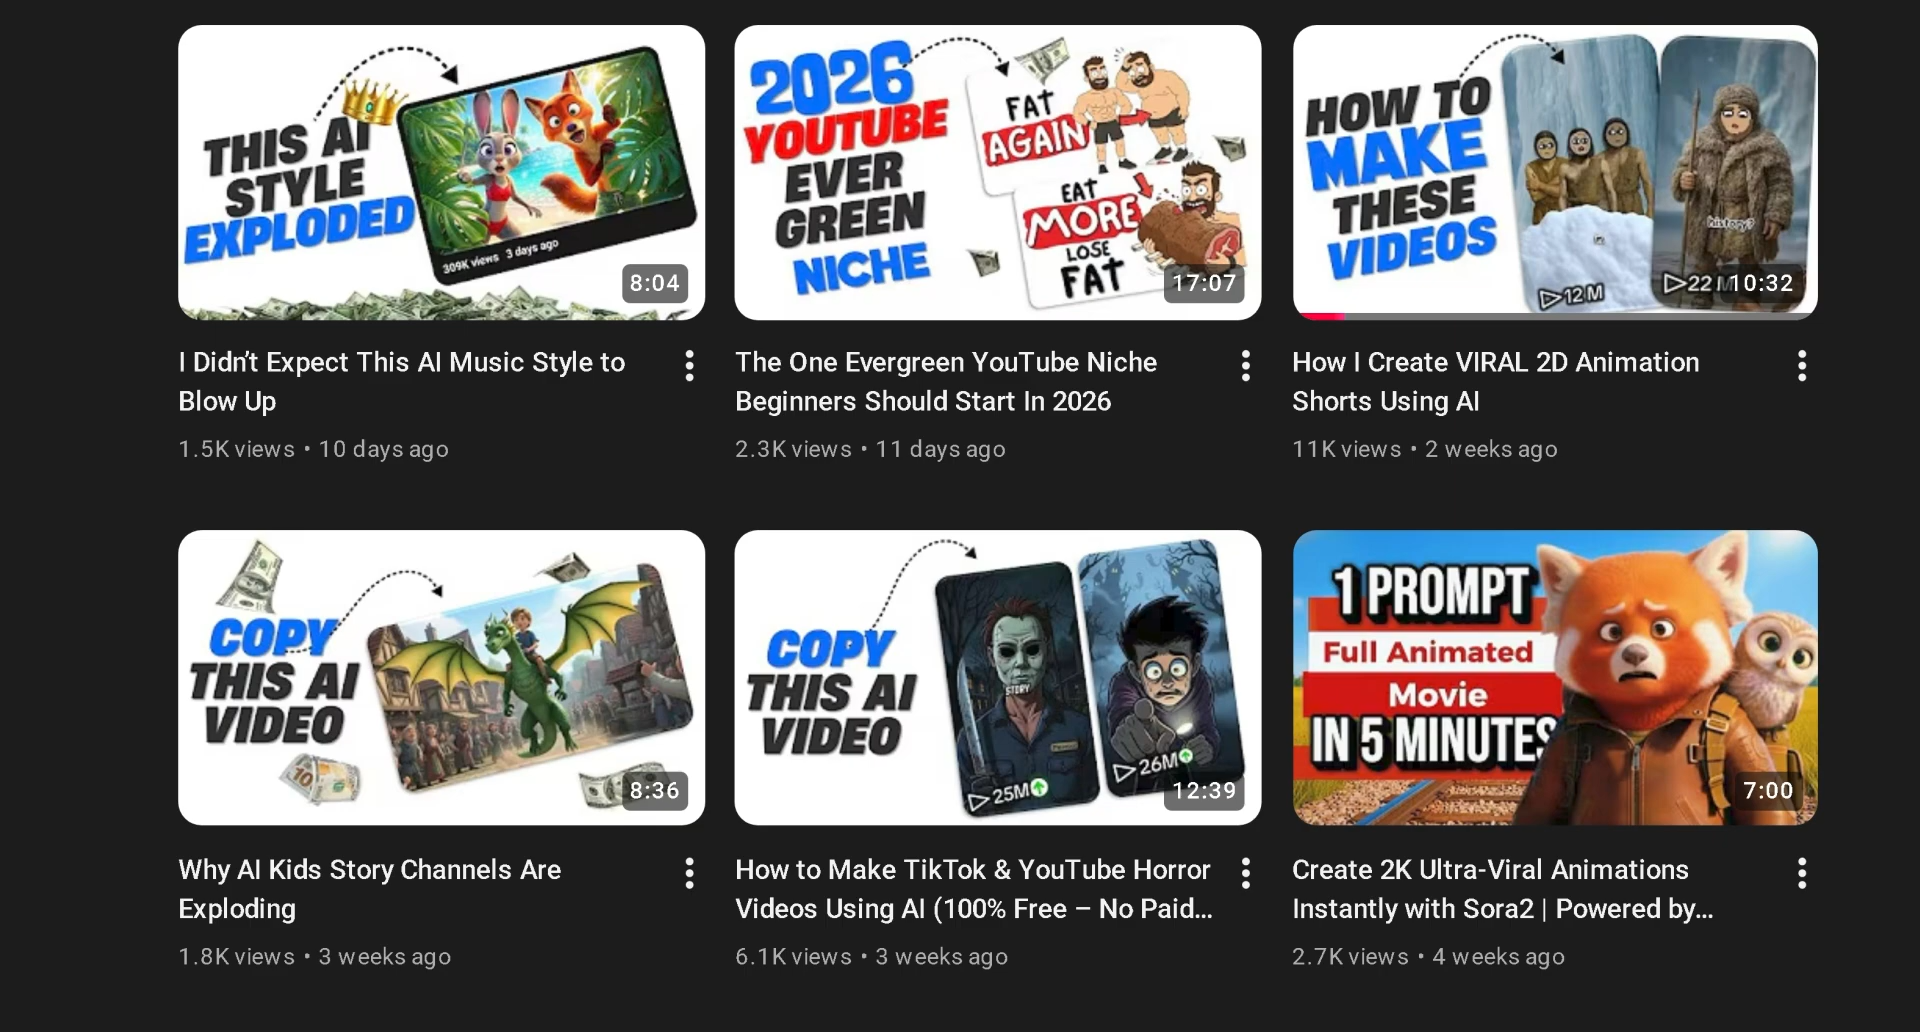 THIS AI
STYLE
EXPLODED
309K views 3 days ago
8:04
I Didn’t Expect This AI Music Style to
Blow Up
1.5K views • 10 days ago
2026
YOUTUBE
EVER
GREEN
NICHE
FAT
AGAIN
EAT
MORE
LOSE
FAT
17:07
The One Evergreen YouTube Niche
Beginners Should Start In 2026
2.3K views • 11 days ago
HOW TO
MAKE
THESE
VIDEOS
history?
12 M
22 M
10:32
How I Create VIRAL 2D Animation
Shorts Using AI
11K views • 2 weeks ago
COPY
THIS AI
VIDEO
10
8:36
Why AI Kids Story Channels Are
Exploding
1.8K views • 3 weeks ago
COPY
THIS AI
VIDEO
STORY
25M
26M
12:39
How to Make TikTok & YouTube Horror
Videos Using AI (100% Free – No Paid...
6.1K views • 3 weeks ago
1 PROMPT
Full Animated
Movie
IN 5 MINUTES
7:00
Create 2K Ultra-Viral Animations
Instantly with Sora2 | Powered by...
2.7K views • 4 weeks ago